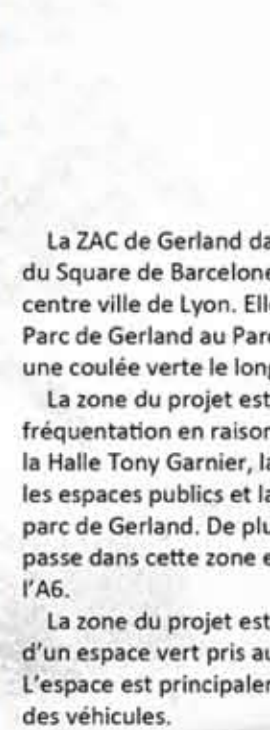 La ZAC de Gerland da
du Square de Barcelone
centre ville de Lyon. Elle
Parc de Gerland au Parc
une coulée verte le long
La zone du projet est
fréquentation en raison
la Halle Tony Garnier, la
les espaces publics et la
parc de Gerland. De plu
passe dans cette zone e
l'A6.
La zone du projet est
d'un espace vert pris au
L'espace est principaler
des véhicules.